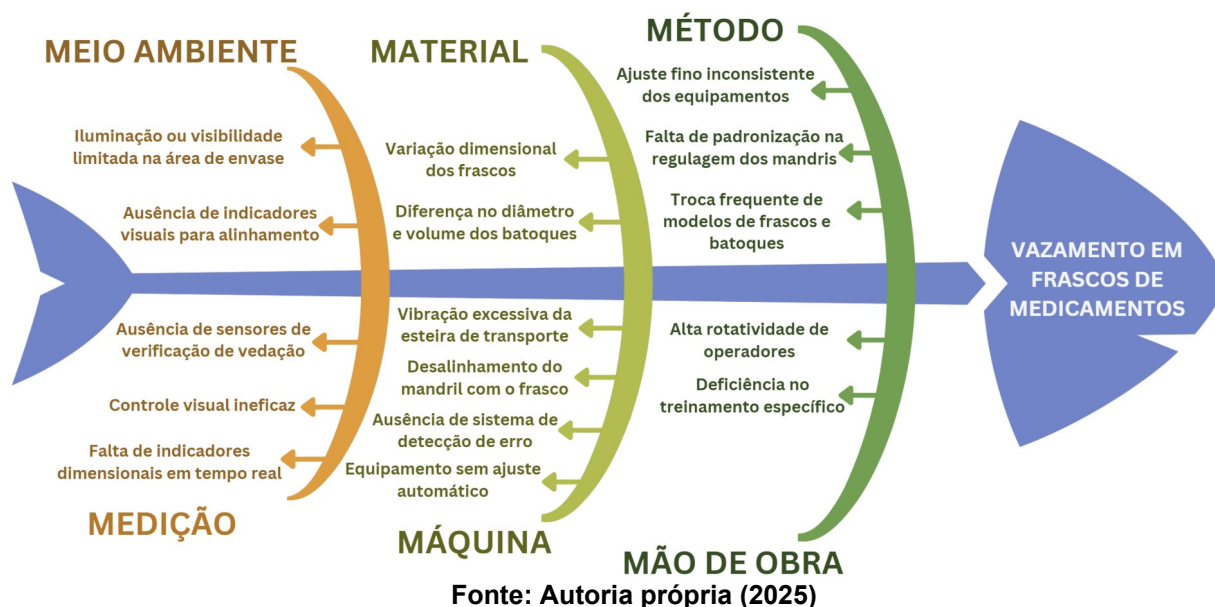 MEIO AMBIENTE
Iluminação ou visibilidade
limitada na área de envase
Ausência de indicadores
visuais para alinhamento
MATERIAL
Variação dimensional
dos frascos
Diferença no diâmetro
e volume dos batoques
MÉTODO
Ajuste fino inconsistente
dos equipamentos
Falta de padronização na
regulagem dos mandris
Troca frequente de
modelos de frascos e
batoques
VAZAMENTO EM
FRASCOS DE
MEDICAMENTOS
Ausência de sensores de
verificação de vedação
Controle visual ineficaz
Falta de indicadores
dimensionais em tempo real
MEDIÇÃO
Vibração excessiva da
esteira de transporte
Desalinhamento do
mandril com o frasco
Ausência de sistema de
detecção de erro
Equipamento sem ajuste
automático
MÁQUINA
Alta rotatividade de
operadores
Deficiência no
treinamento específico
MÃO DE OBRA
Fonte: Autoria própria (2025)